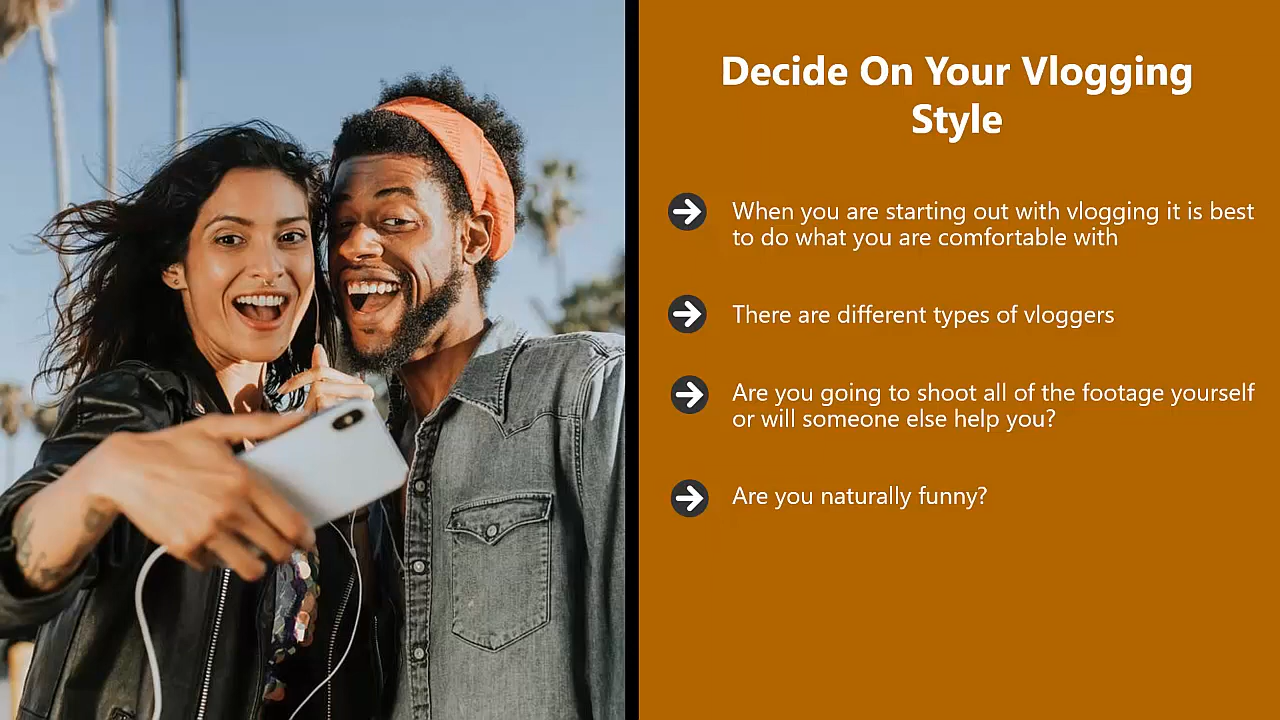 Decide On Your Vlogging
Style
When you are starting out with vlogging it is best
to do what you are comfortable with
There are different types of vloggers
Are you going to shoot all of the footage yourself
or will someone else help you?
Are you naturally funny?